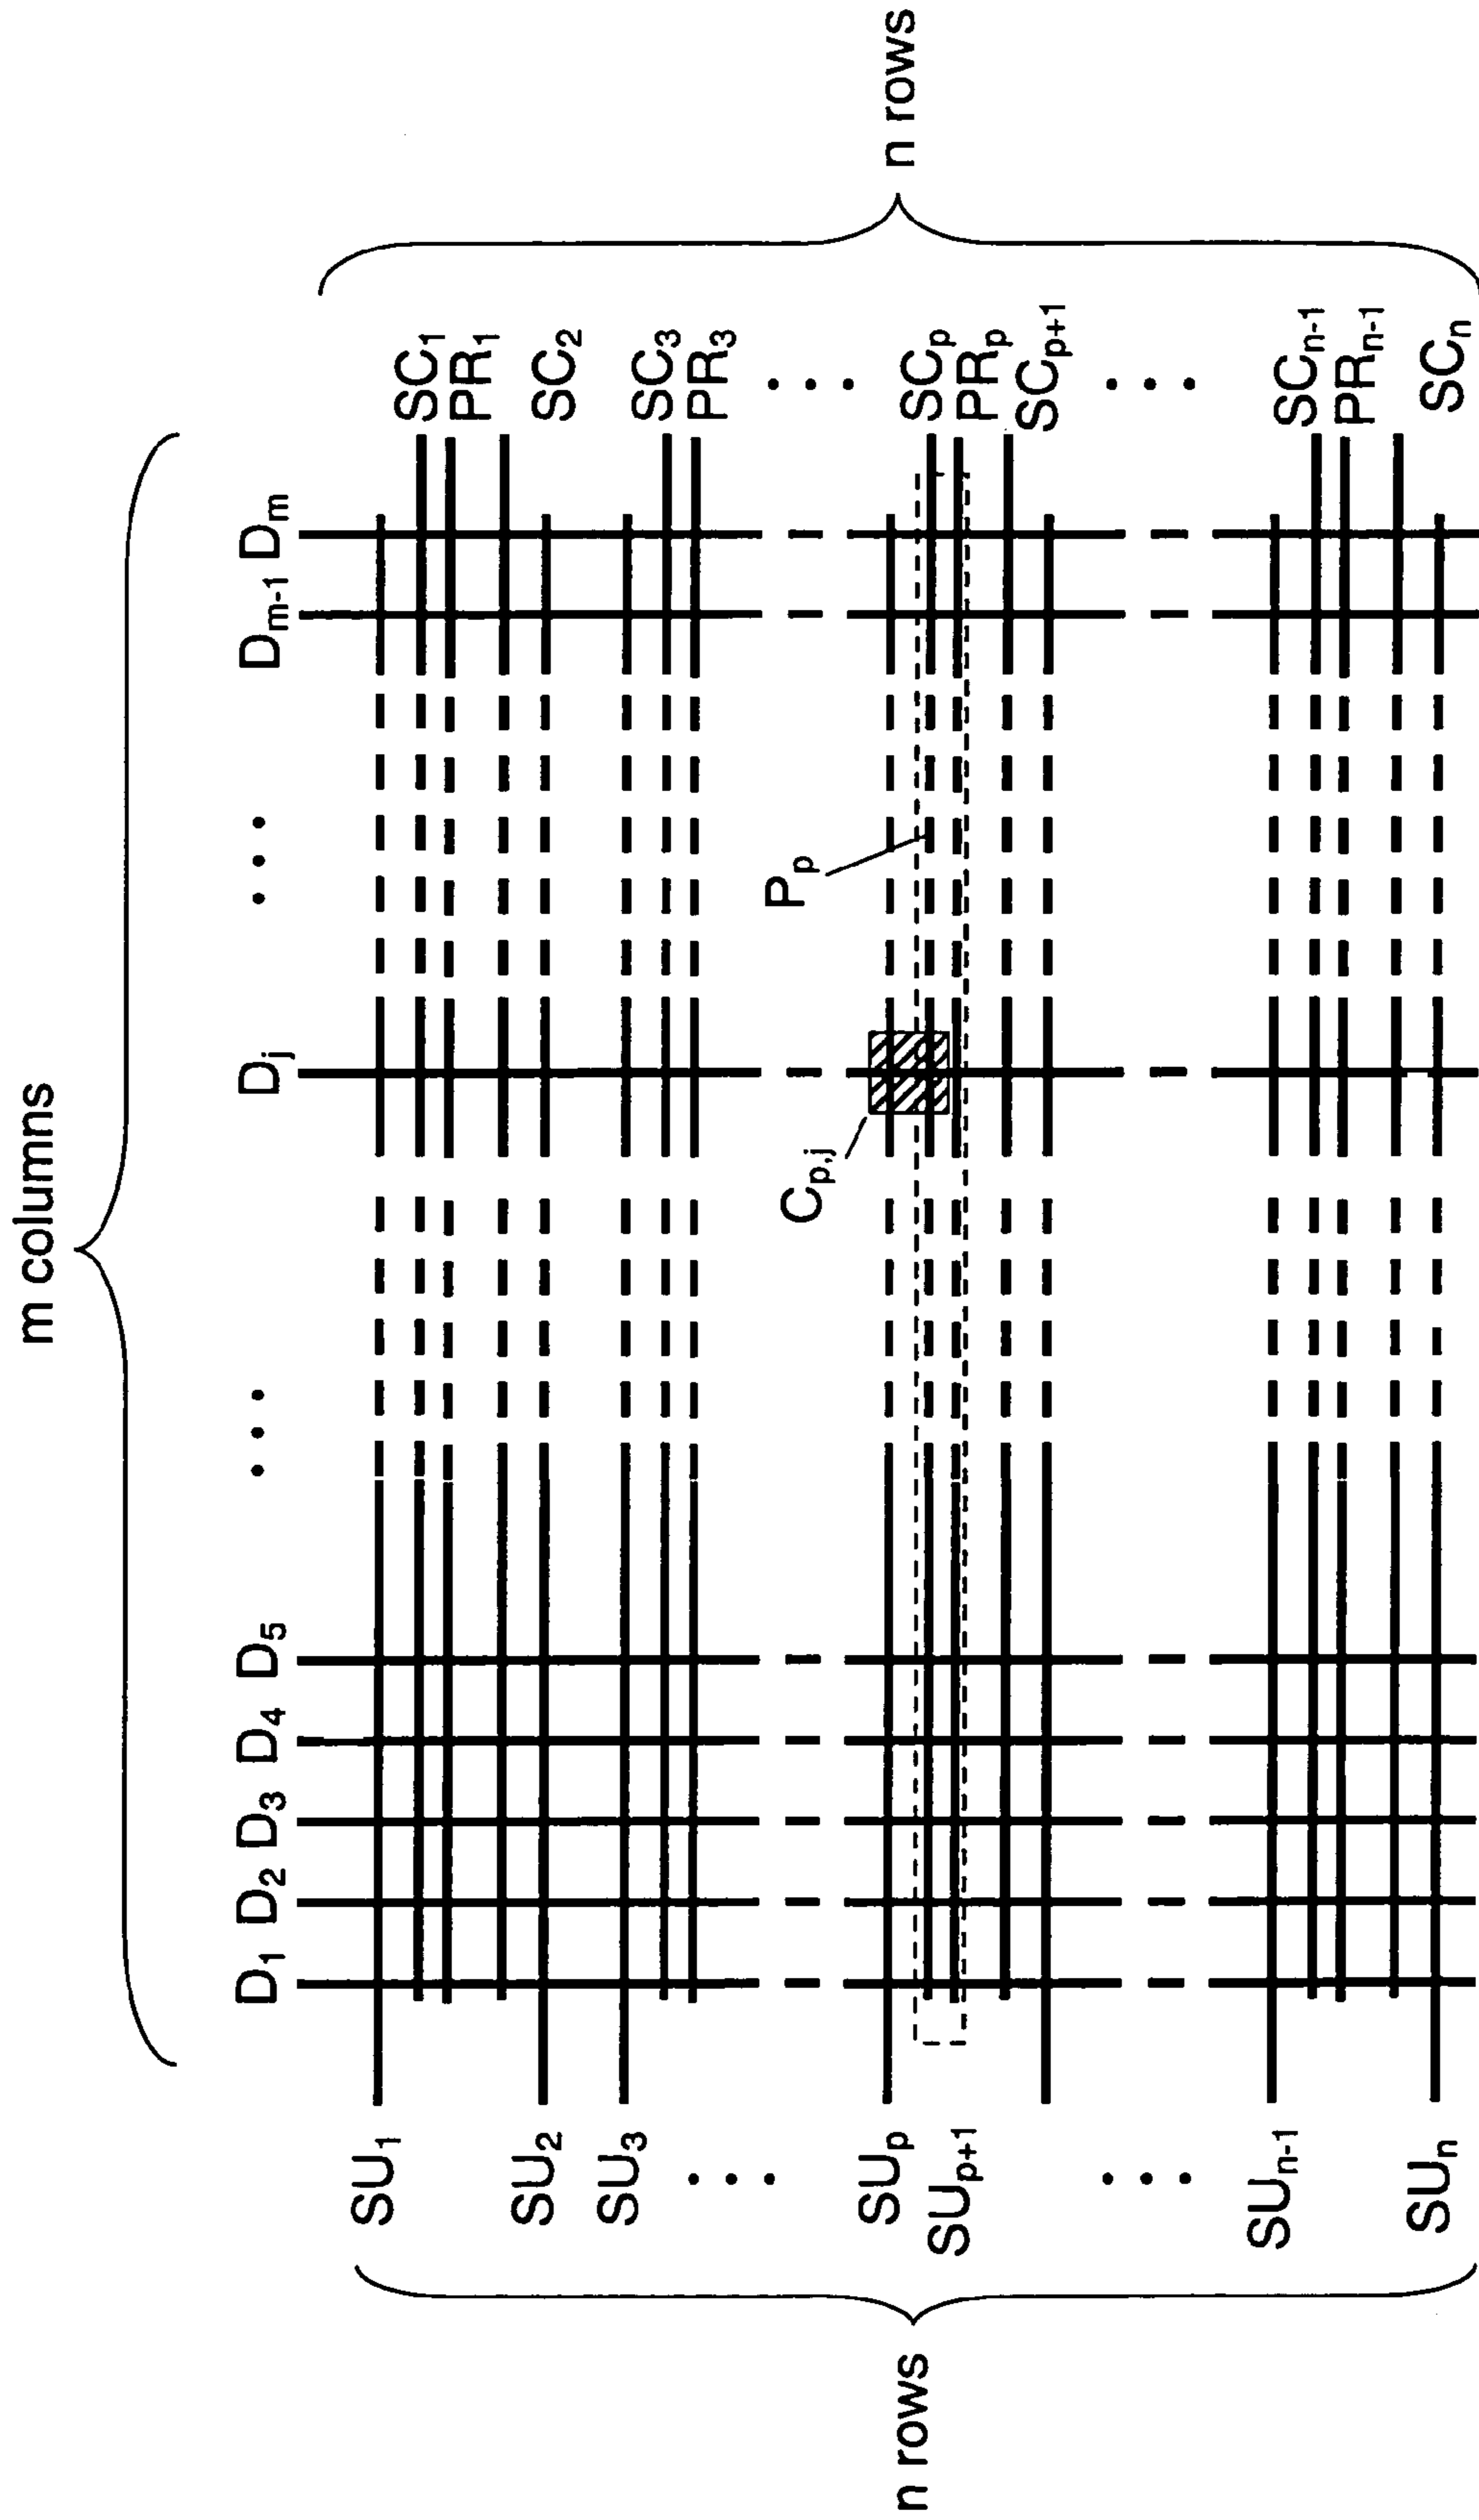 m columns
D1 D2 D3 D4 D5 ... Dj ... Dm-1 Dm
SU1
SU2
SU3
...
SUp
SUp+1
...
SUn-1
SUn
n rows
Cp,j
Pp
SC1
PR1
SC2
SC3
PR3
...
SCp
PRp
SCp+1
...
SCn-1
PRn-1
SCn
n rows